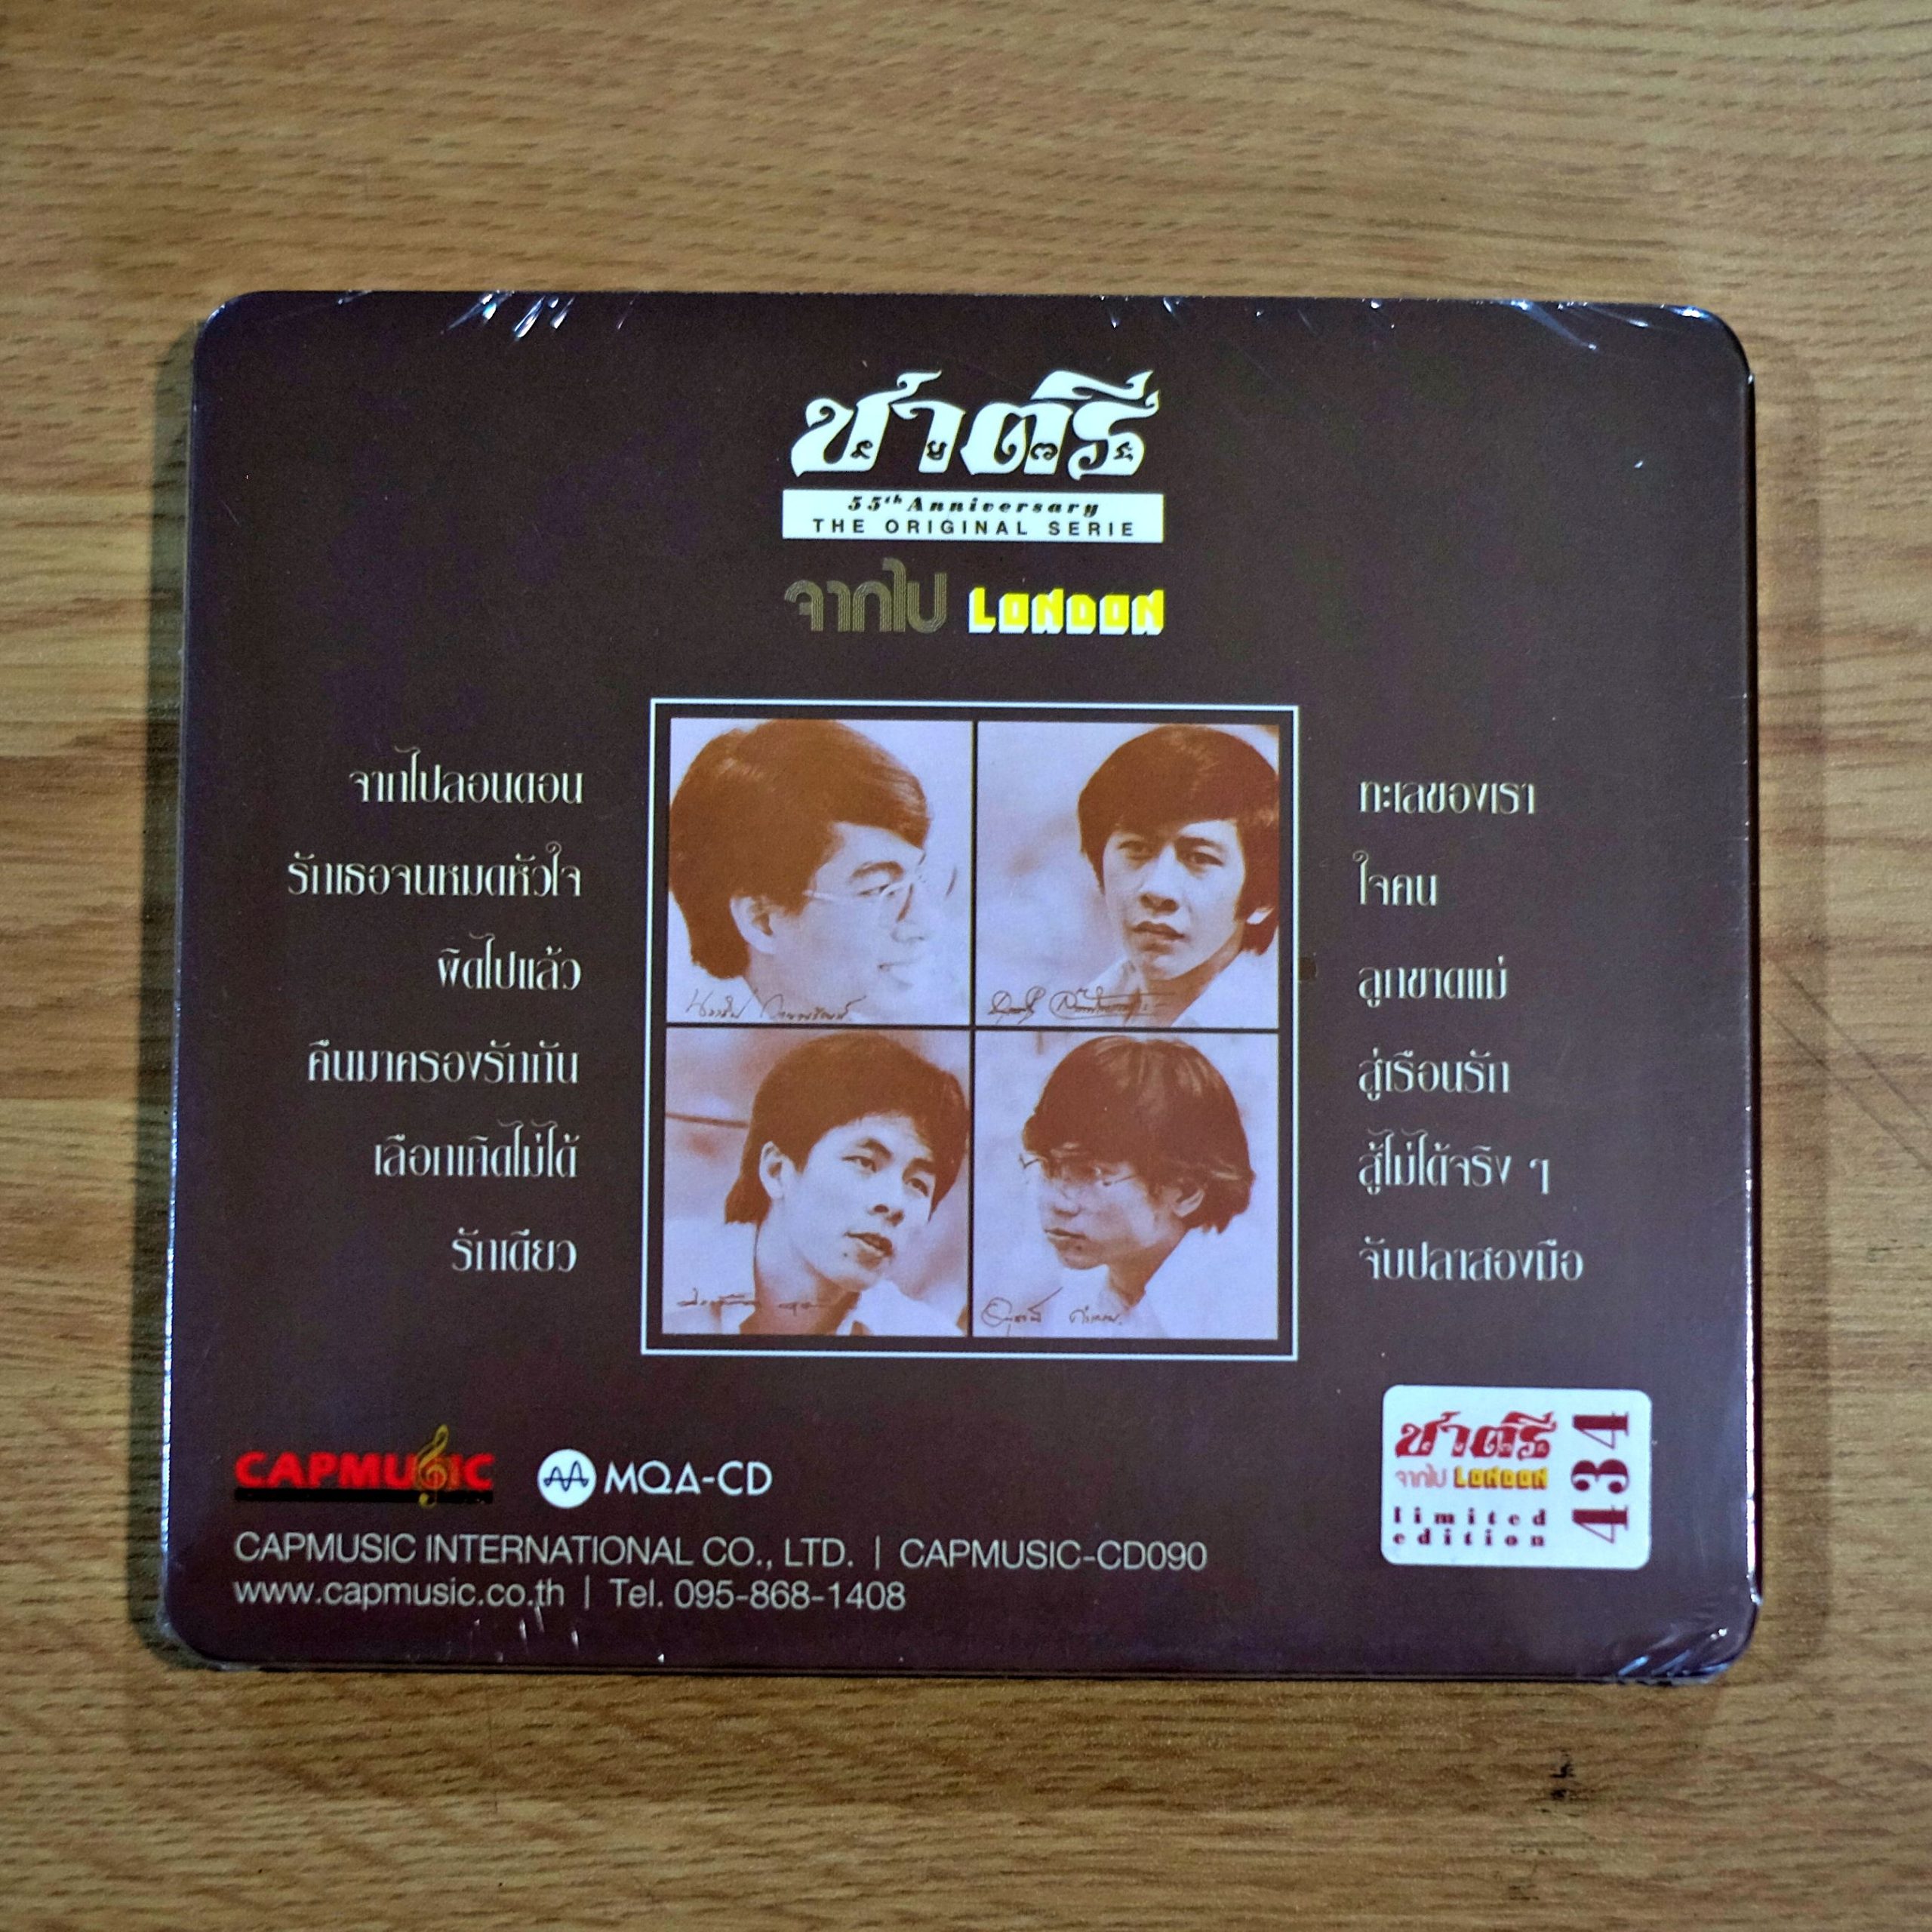 ชาตรี
55th Anniversary
THE ORIGINAL SERIE
จากไป LONDON
จากไปลอนดอน
รักเธอจนหมดหัวใจ
ผิดไปแล้ว
คืนมาครองรักกัน
เลือกเกิดไม่ได้
รักเดียว
ทะเลของเรา
ใจคน
ลูกขาดแม่
สู่เรือนรัก
สู้ไม่ได้จริง ๆ
จับปลาสองมือ
CAPMUSIC
MQA-CD
CAPMUSIC INTERNATIONAL CO., LTD. | CAPMUSIC-CD090
www.capmusic.co.th | Tel. 095-868-1408
ชาตรี
จากไป LONDON
limited
edition
434